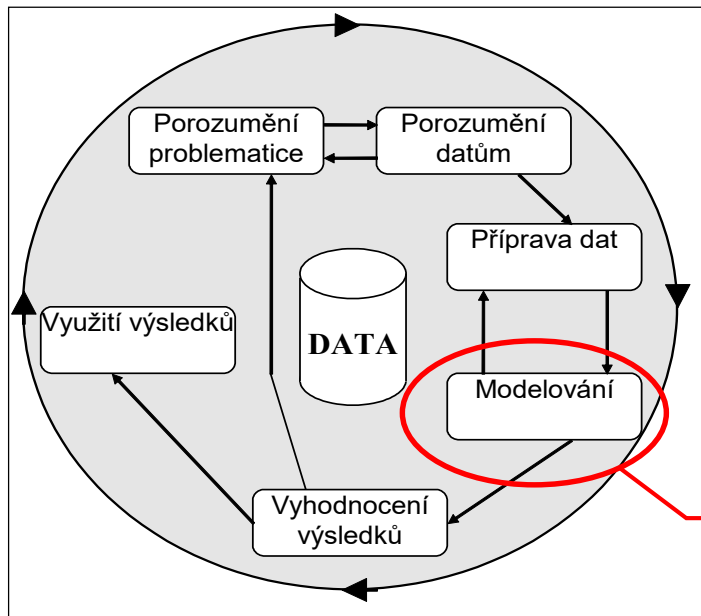 Porozumění
problematice
Porozumění
datům
Příprava dat
Využití výsledků
DATA
Modelování
Vyhodnocení
výsledků